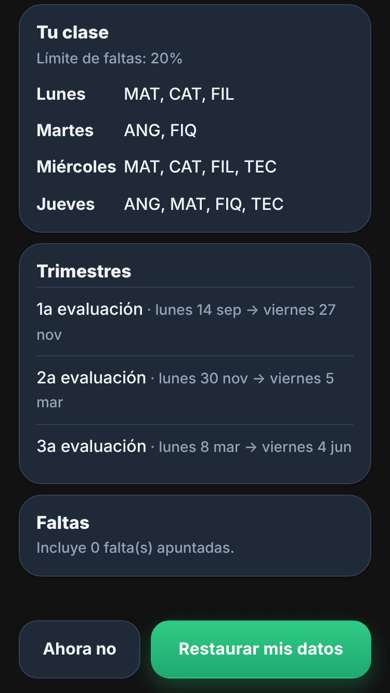 Tu clase
Límite de faltas: 20%
Lunes MAT, CAT, FIL
Martes ANG, FIQ
Miércoles MAT, CAT, FIL, TEC
Jueves ANG, MAT, FIQ, TEC
Trimestres
1a evaluación · lunes 14 sep → viernes 27
nov
2a evaluación · lunes 30 nov → viernes 5
mar
3a evaluación · lunes 8 mar → viernes 4 jun
Faltas
Incluye 0 falta(s) apuntadas.
Ahora no
Restaurar mis datos